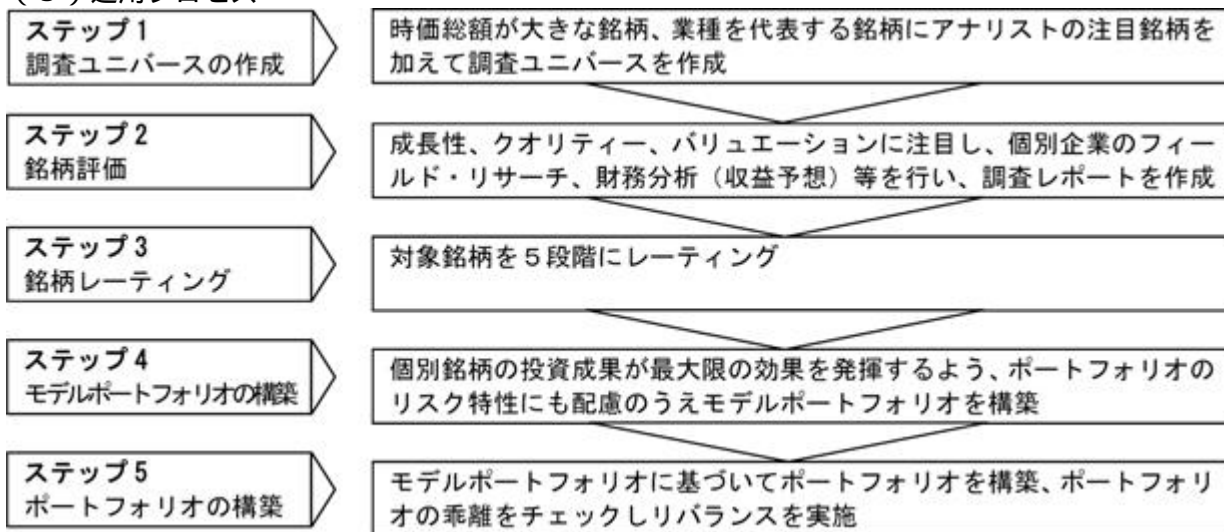 ステップ1
調査ユニバースの作成
時価総額が大きな銘柄、業種を代表する銘柄にアナリストの注目銘柄を
加えて調査ユニバースを作成
ステップ2
銘柄評価
成長性、クオリティー、バリュエーションに注目し、個別企業のフィー
ルド・リサーチ、財務分析（収益予想）等を行い、調査レポートを作成
ステップ3
銘柄レーティング
対象銘柄を５段階にレーティング
ステップ4
モデルポートフォリオの構築
個別銘柄の投資成果が最大限の効果を発揮するよう、ポートフォリオの
リスク特性にも配慮のうえモデルポートフォリオを構築
ステップ5
ポートフォリオの構築
モデルポートフォリオに基づいてポートフォリオを構築、ポートフォリ
オの乖離をチェックしリバランスを実施